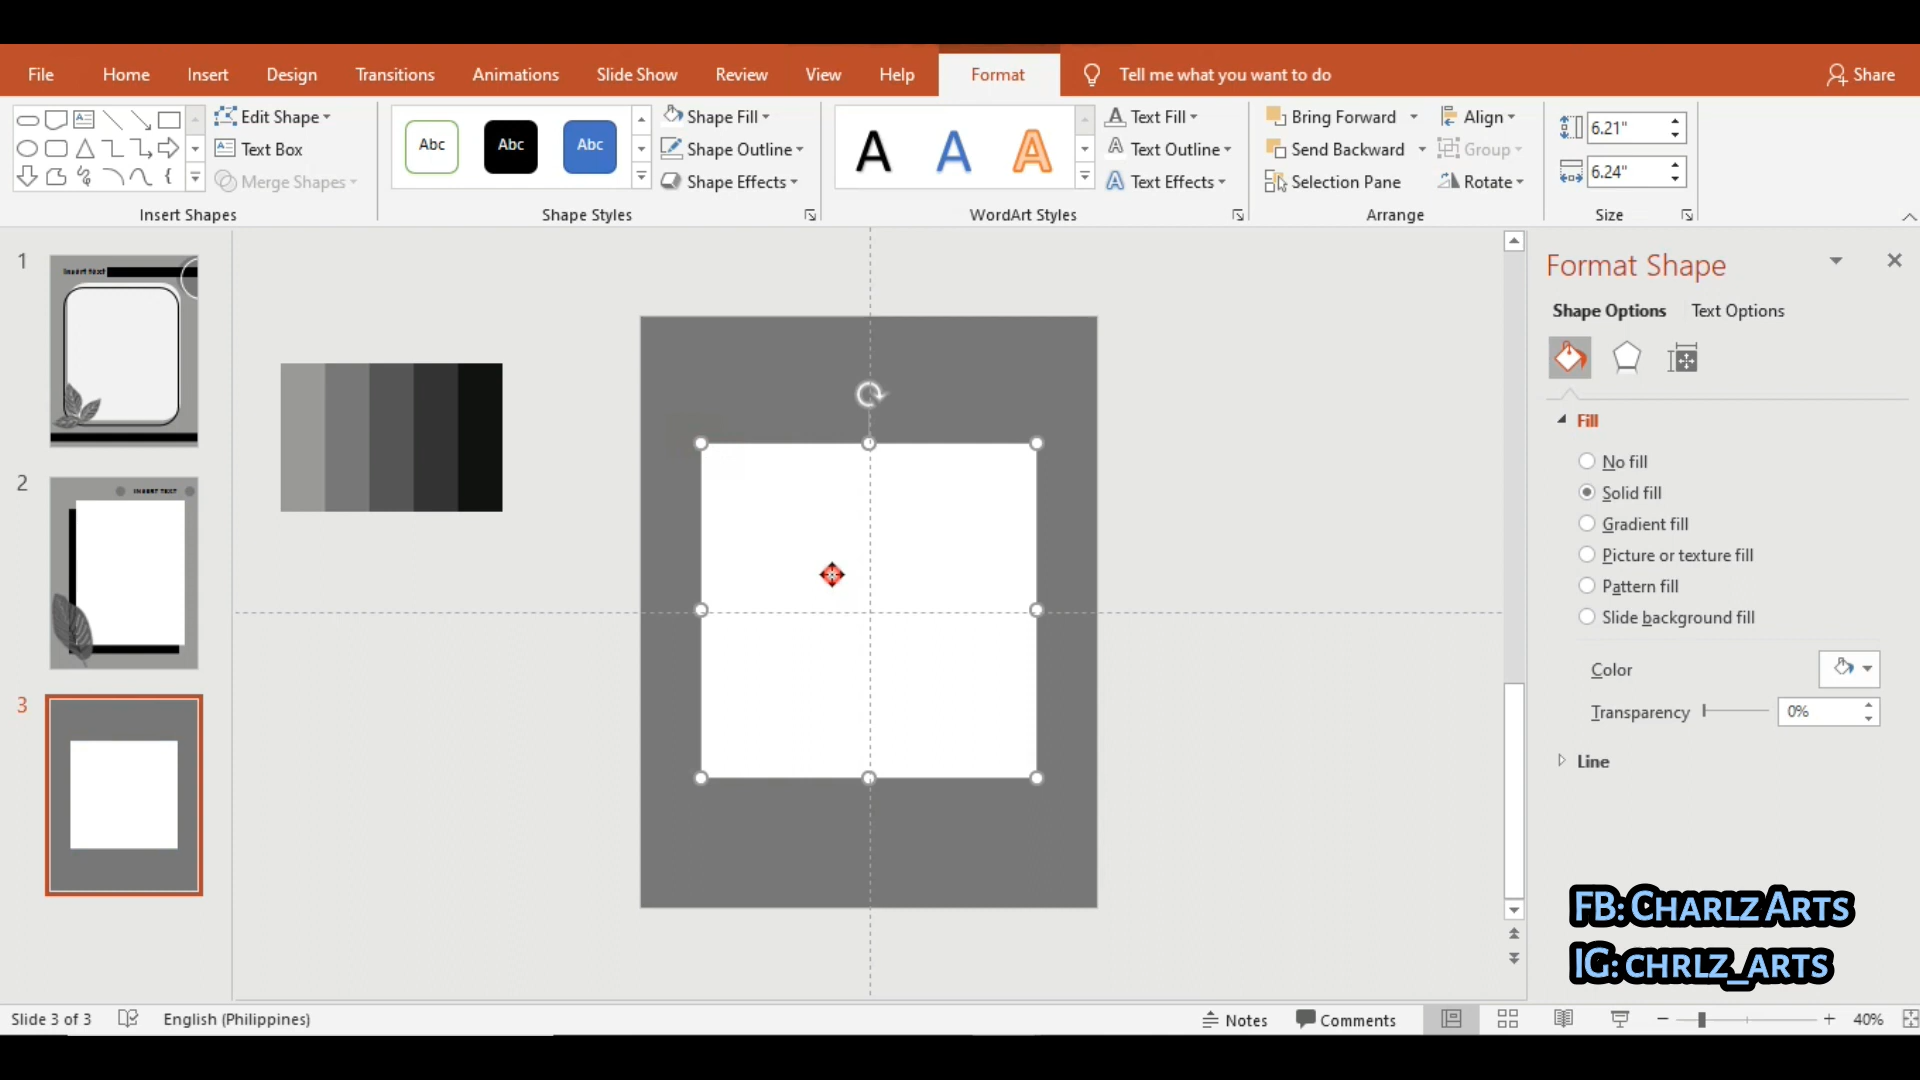 File Home Insert Design Transitions Animations Slide Show Review View Help Format Tell me what you want to do Share
Edit Shape
Text Box
Merge Shapes
Insert Shapes
Abc Abc Abc
Shape Fill
Shape Outline
Shape Effects
Shape Styles
A A A
Text Fill
Text Outline
Text Effects
WordArt Styles
Bring Forward
Send Backward
Selection Pane
Align
Group
Rotate
Arrange
6.21"
6.24"
Size
1
Insert text
2
INSERT TEXT
3
Format Shape
Shape Options Text Options
Fill
No fill
Solid fill
Gradient fill
Picture or texture fill
Pattern fill
Slide background fill
Color
Transparency 0%
Line
FB: Charlz Arts
IG: chrlz_arts
Slide 3 of 3 English (Philippines) Notes Comments 40%